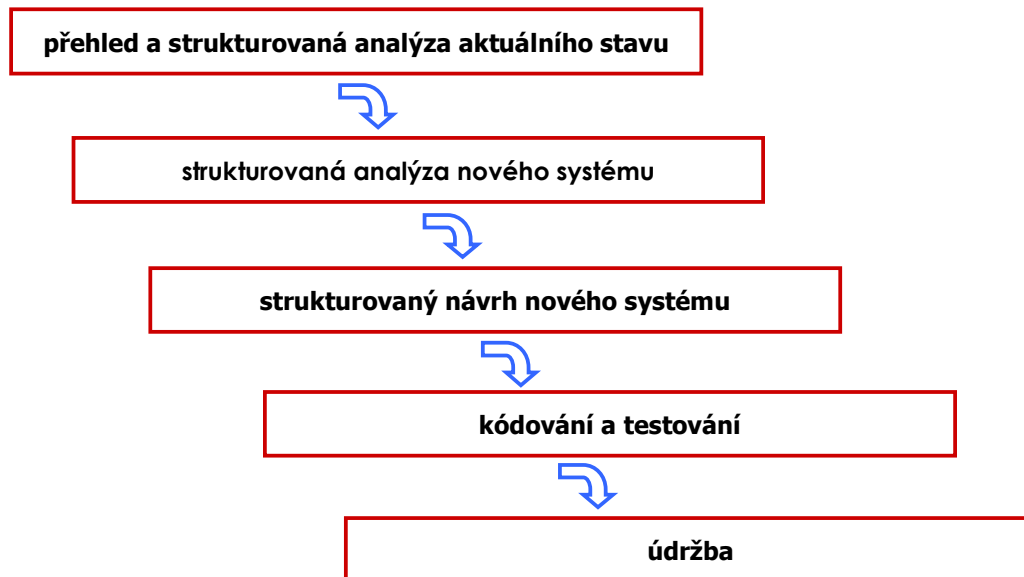 přehled a strukturovaná analýza aktuálního stavu
strukturovaná analýza nového systému
strukturovaný návrh nového systému
kódování a testování
údržba